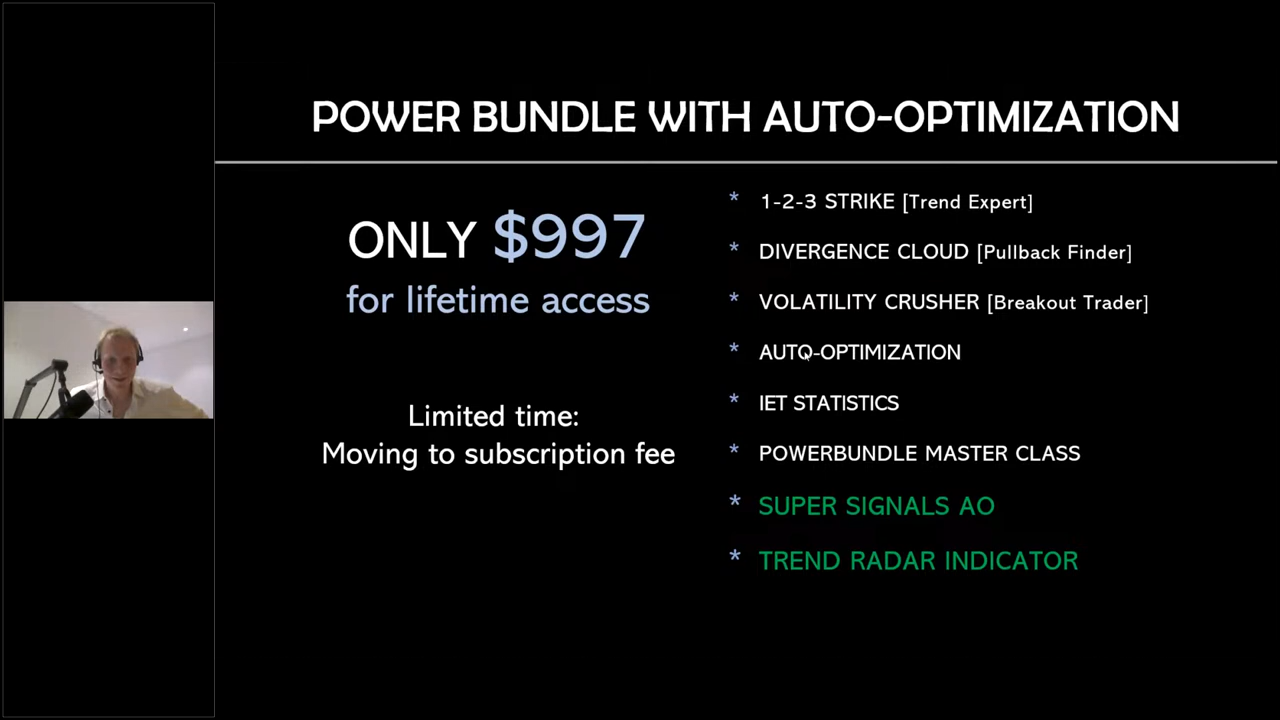 POWER BUNDLE WITH AUTO-OPTIMIZATION
ONLY $997
for lifetime access
Limited time:
Moving to subscription fee
* 1-2-3 STRIKE [Trend Expert]
* DIVERGENCE CLOUD [Pullback Finder]
* VOLATILITY CRUSHER [Breakout Trader]
* AUTO-OPTIMIZATION
* IET STATISTICS
* POWERBUNDLE MASTER CLASS
* SUPER SIGNALS AO
* TREND RADAR INDICATOR